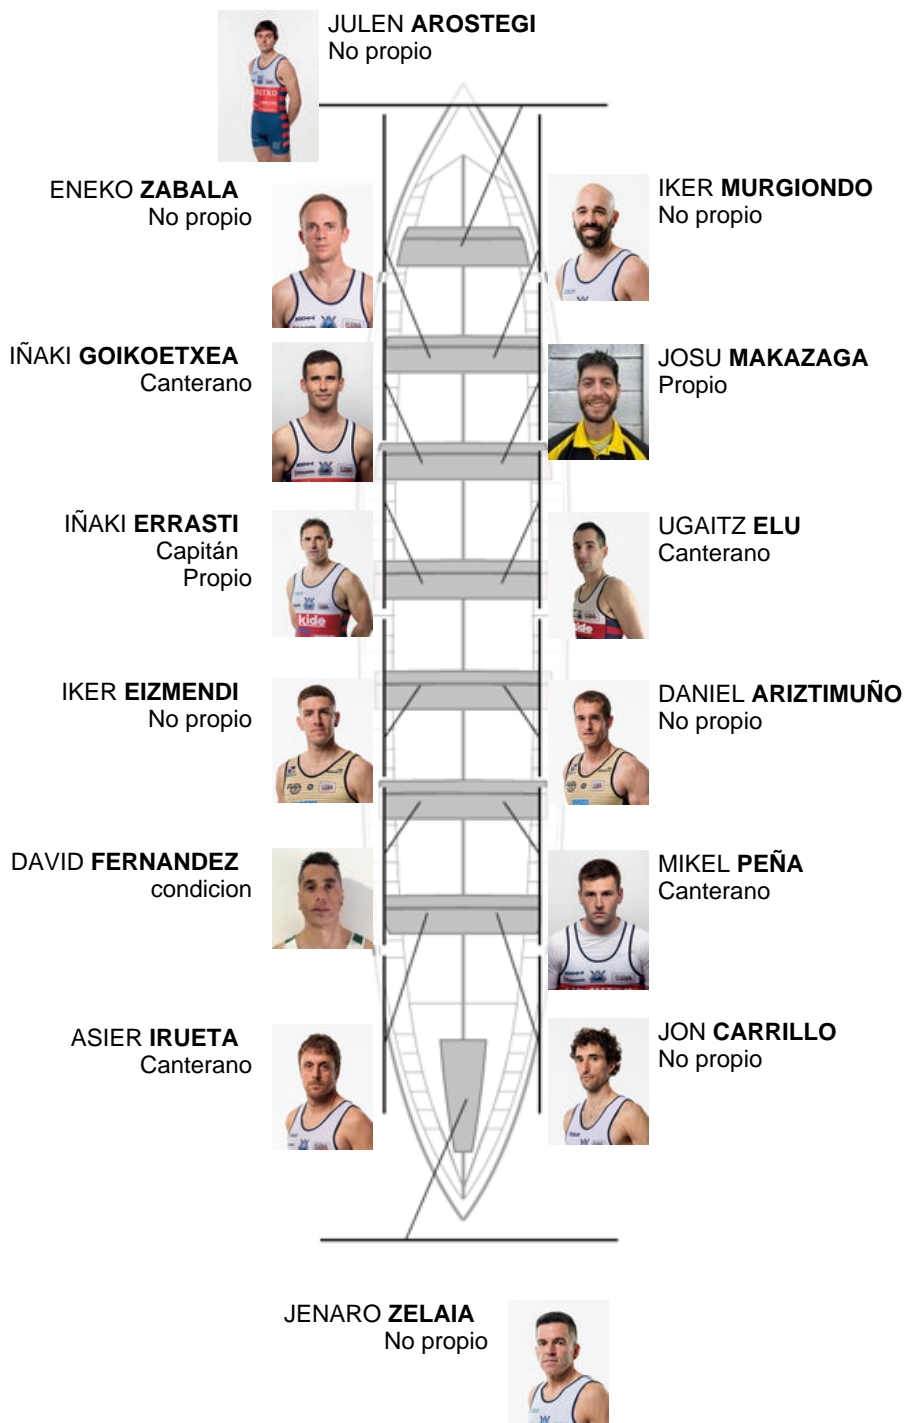 JULEN AROSTEGI
No propio
ENEKO ZABALA
No propio
IKER MURGIONDO
No propio
IÑAKI GOIKOETXEA
Canterano
JOSU MAKAZAGA
Propio
IÑAKI ERRASTI
Capitán
Propio
UGAITZ ELU
Canterano
kide
IKER EIZMENDI
No propio
DANIEL ARIZTIMUÑO
No propio
DAVID FERNANDEZ
condicion
MIKEL PEÑA
Canterano
ASIER IRUETA
Canterano
JON CARRILLO
No propio
JENARO ZELAIA
No propio